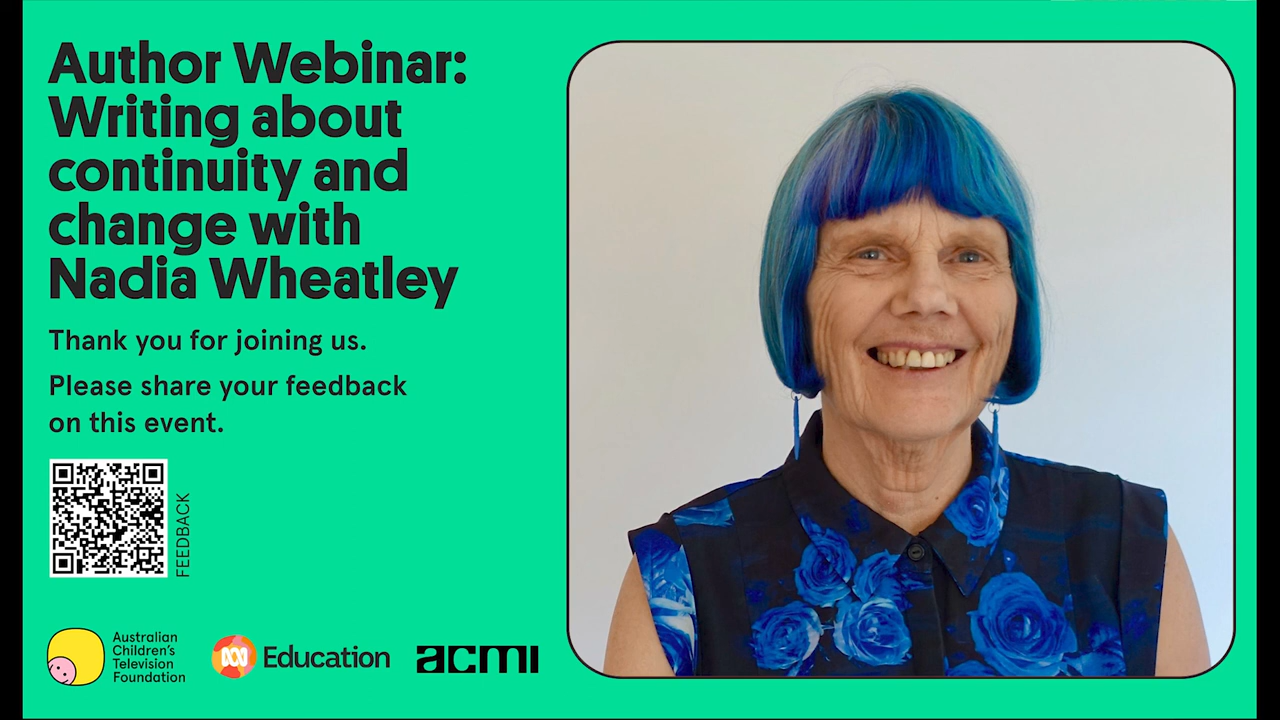 Author Webinar:
Writing about
continuity and
change with
Nadia Wheatley
Thank you for joining us.
Please share your feedback
on this event.
FEEDBACK
Australian
Children's
Television
Foundation
Education
acmi